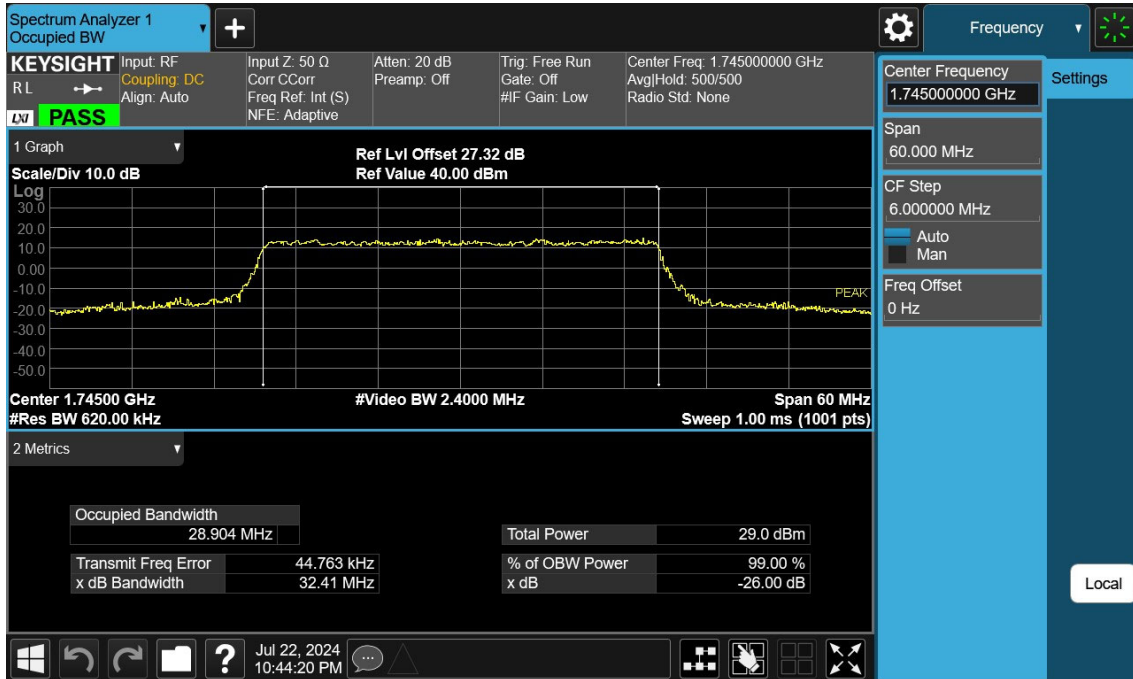 Spectrum Analyzer 1
Occupied BW
+
Frequency
KEYSIGHT
R L
LXI PASS
Input: RF
Coupling: DC
Align: Auto
Input Z: 50 Ω
Corr CCorr
Freq Ref: Int (S)
NFE: Adaptive
Atten: 20 dB
Preamp: Off
Trig: Free Run
Gate: Off
#IF Gain: Low
Center Freq: 1.745000000 GHz
Avg|Hold: 500/500
Radio Std: None
Center Frequency
1.745000000 GHz
Settings
Span
60.000 MHz
CF Step
6.000000 MHz
Auto
Man
Freq Offset
0 Hz
Local
1 Graph
Scale/Div 10.0 dB
Ref Lvl Offset 27.32 dB
Ref Value 40.00 dBm
Log
30.0
20.0
10.0
0.00
-10.0
-20.0
-30.0
-40.0
-50.0
PEAK
Center 1.74500 GHz
#Video BW 2.4000 MHz
Span 60 MHz
#Res BW 620.00 kHz
Sweep 1.00 ms (1001 pts)
2 Metrics
Occupied Bandwidth
28.904 MHz
Total Power 29.0 dBm
Transmit Freq Error 44.763 kHz
% of OBW Power 99.00 %
x dB Bandwidth 32.41 MHz
x dB -26.00 dB
?
Jul 22, 2024
10:44:20 PM